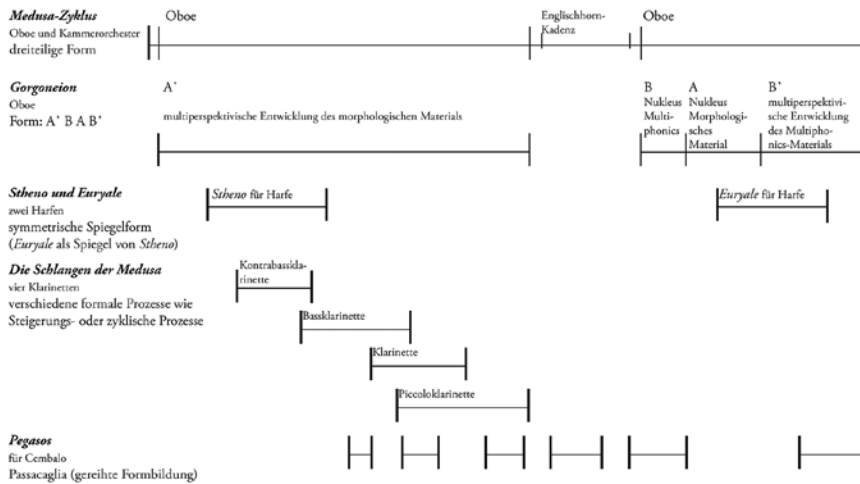 Medusa-Zyklus
Oboe und Kammerorchester
dreiteilige Form
Oboe
Englischhorn-
Kadenz
Oboe
Gorgoneion
Oboe
Form: A' B A B'
A'
multiperspektivische Entwicklung des morphologischen Materials
B
Nukleus
Multi-
phonics
A
Nukleus
Morphologi-
sches
Material
B'
multiperspektivi-
sche Entwicklung
des Multipho-
nics-Materials
Stheno und Euryale
zwei Harfen
symmetrische Spiegelform
(Euryale als Spiegel von Stheno)
Stheno für Harfe
Euryale für Harfe
Die Schlangen der Medusa
vier Klarinetten
verschiedene formale Prozesse wie
Steigerungs- oder zyklische Prozesse
Kontrabasskla-
rinette
Bassklarinette
Klarinette
Piccoloklarinette
Pegasos
für Cembalo
Passacaglia (gereihte Formbildung)